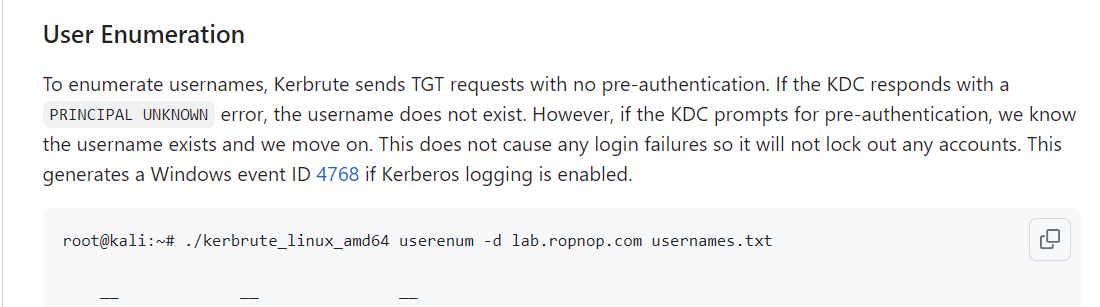 User Enumeration
To enumerate usernames, Kerbrute sends TGT requests with no pre-authentication. If the KDC responds with a
PRINCIPAL UNKNOWN error, the username does not exist. However, if the KDC prompts for pre-authentication, we know
the username exists and we move on. This does not cause any login failures so it will not lock out any accounts. This
generates a Windows event ID 4768 if Kerberos logging is enabled.
root@kali:~# ./kerbrute_linux_amd64 userenum -d lab.ropnop.com usernames.txt
__ __ __